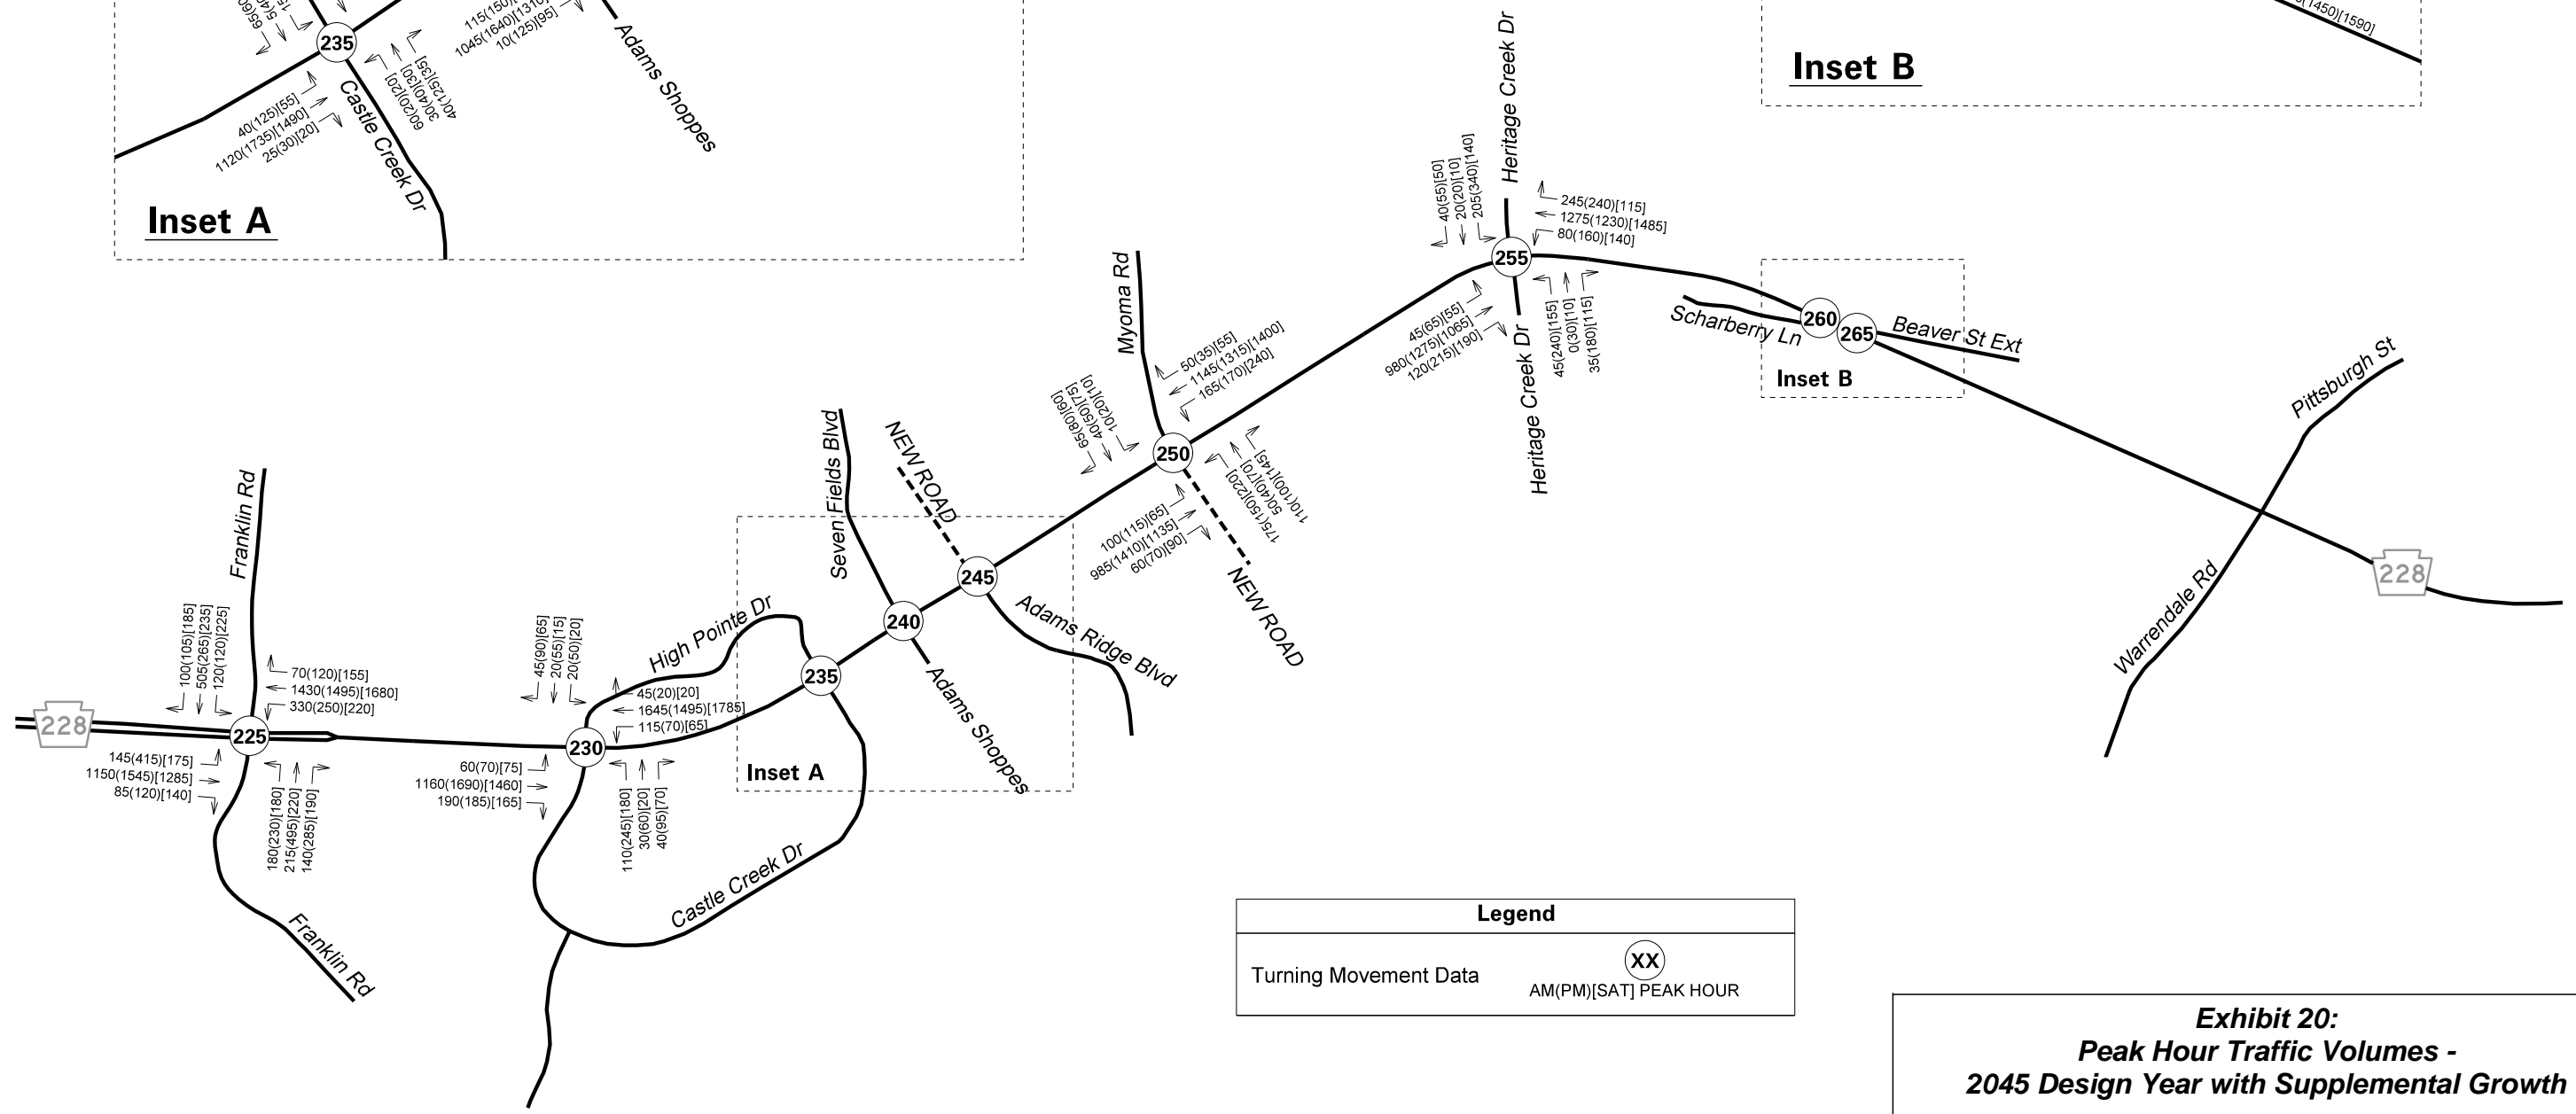 235
40(125)[55]
1120(1735)[1490]
25(30)[20]
60(20)[20]
30(40)[30]
40(125)[35]
Castle Creek Dr
10(125)[95]
Adams Shoppes
Inset A
(1450)[1590]
Inset B
Heritage Creek Dr
40(55)[50]
20(20)[10]
205(340)[140]
245(240)[115]
1275(1230)[1485]
80(160)[140]
255
45(65)[55]
980(1275)[1065]
120(215)[190]
45(240)[155]
0(30)[10]
35(180)[115]
Heritage Creek Dr
Scharberry Ln
260
265
Beaver St Ext
Inset B
Pittsburgh St
Warrendale Rd
228
Myoma Rd
50(35)[55]
1145(1315)[1400]
165(170)[240]
65(80)[60]
40(50)[75]
10(20)[10]
250
100(115)[65]
985(1410)[1135]
60(70)[90]
175(150)[220]
50(40)[70]
110(100)[145]
NEW ROAD
Seven Fields Blvd
NEW ROAD
245
240
235
Adams Ridge Blvd
Adams Shoppes
Inset A
High Pointe Dr
Castle Creek Dr
45(90)[65]
20(55)[15]
20(50)[20]
45(20)[20]
1645(1495)[1785]
115(70)[65]
230
60(70)[75]
1160(1690)[1460]
190(185)[165]
110(245)[180]
30(60)[20]
40(95)[70]
Franklin Rd
100(105)[185]
505(265)[235]
120(120)[225]
70(120)[155]
1430(1495)[1680]
330(250)[220]
228
225
145(415)[175]
1150(1545)[1285]
85(120)[140]
180(230)[180]
215(495)[220]
140(285)[190]
Franklin Rd
Legend
Turning Movement Data
XX
AM(PM)[SAT] PEAK HOUR
Exhibit 20:
Peak Hour Traffic Volumes -
2045 Design Year with Supplemental Growth